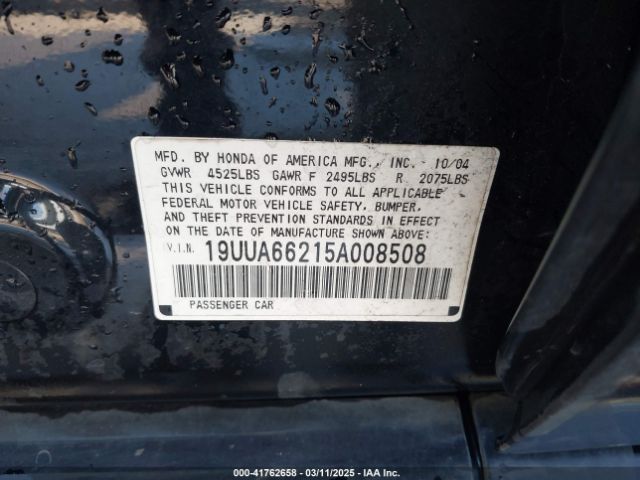 MFD. BY HONDA OF AMERICA MFG., INC. 10/04
GVWR 4525LBS GAWR F 2495LBS R 2075LBS
THIS VEHICLE CONFORMS TO ALL APPLICABLE
FEDERAL MOTOR VEHICLE SAFETY, BUMPER,
AND THEFT PREVENTION STANDARDS IN EFFECT
ON THE DATE OF MANUFACTURE SHOWN ABOVE:
V.I.N. 19UUA66215A008508
PASSENGER CAR
000-41762658 - 03/11/2025 - IAA Inc.